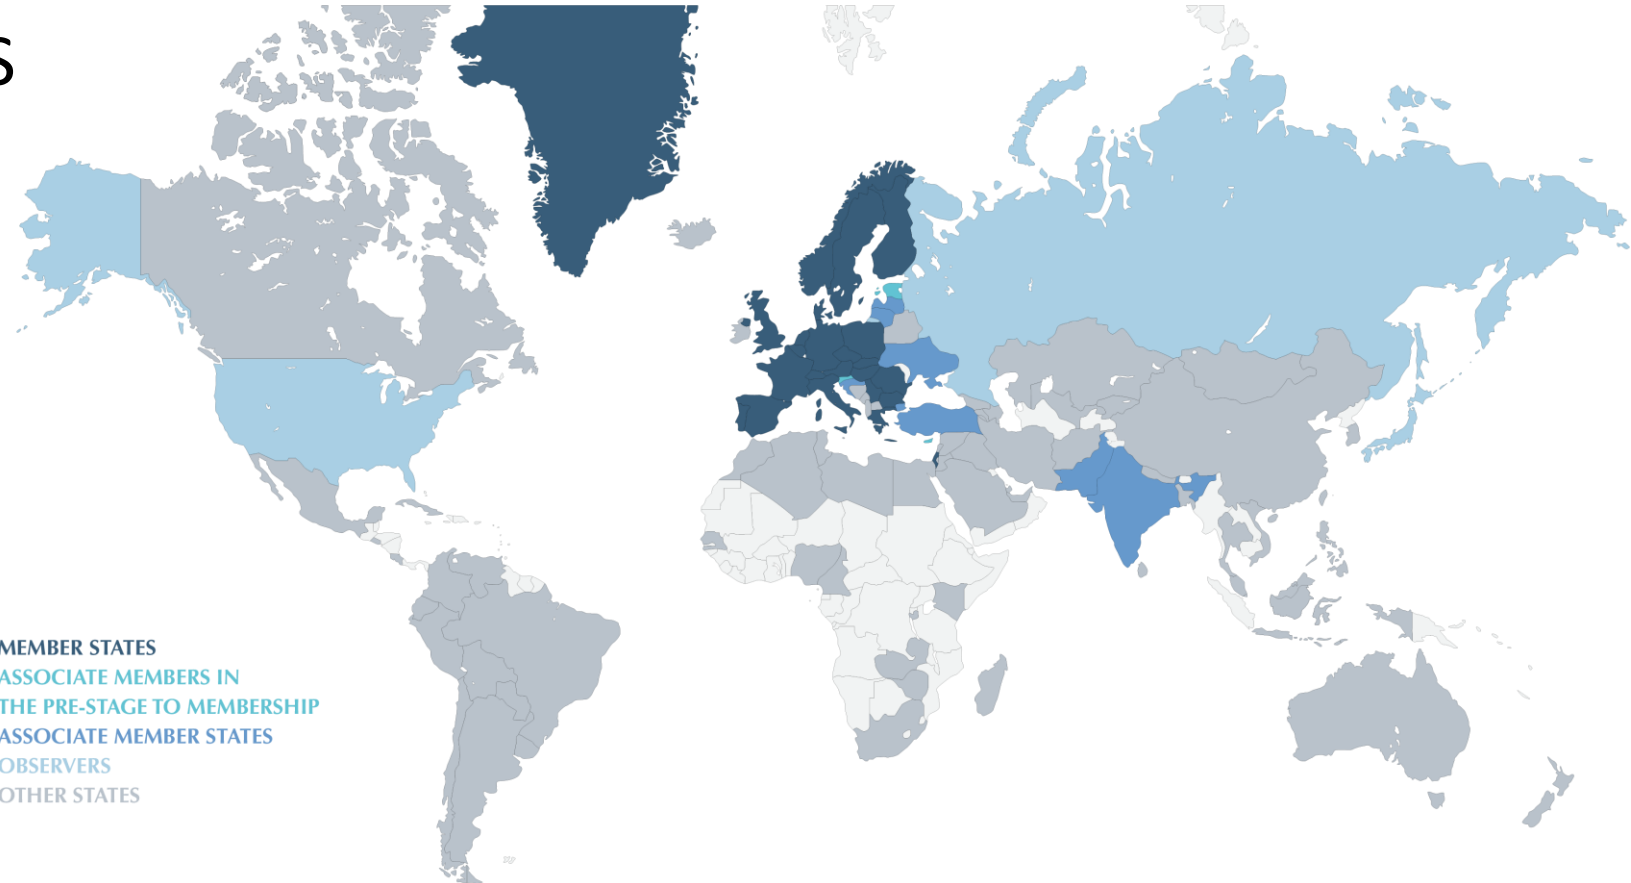 S
MEMBER STATES
ASSOCIATE MEMBERS IN
THE PRE-STAGE TO MEMBERSHIP
ASSOCIATE MEMBER STATES
OBSERVERS
OTHER STATES